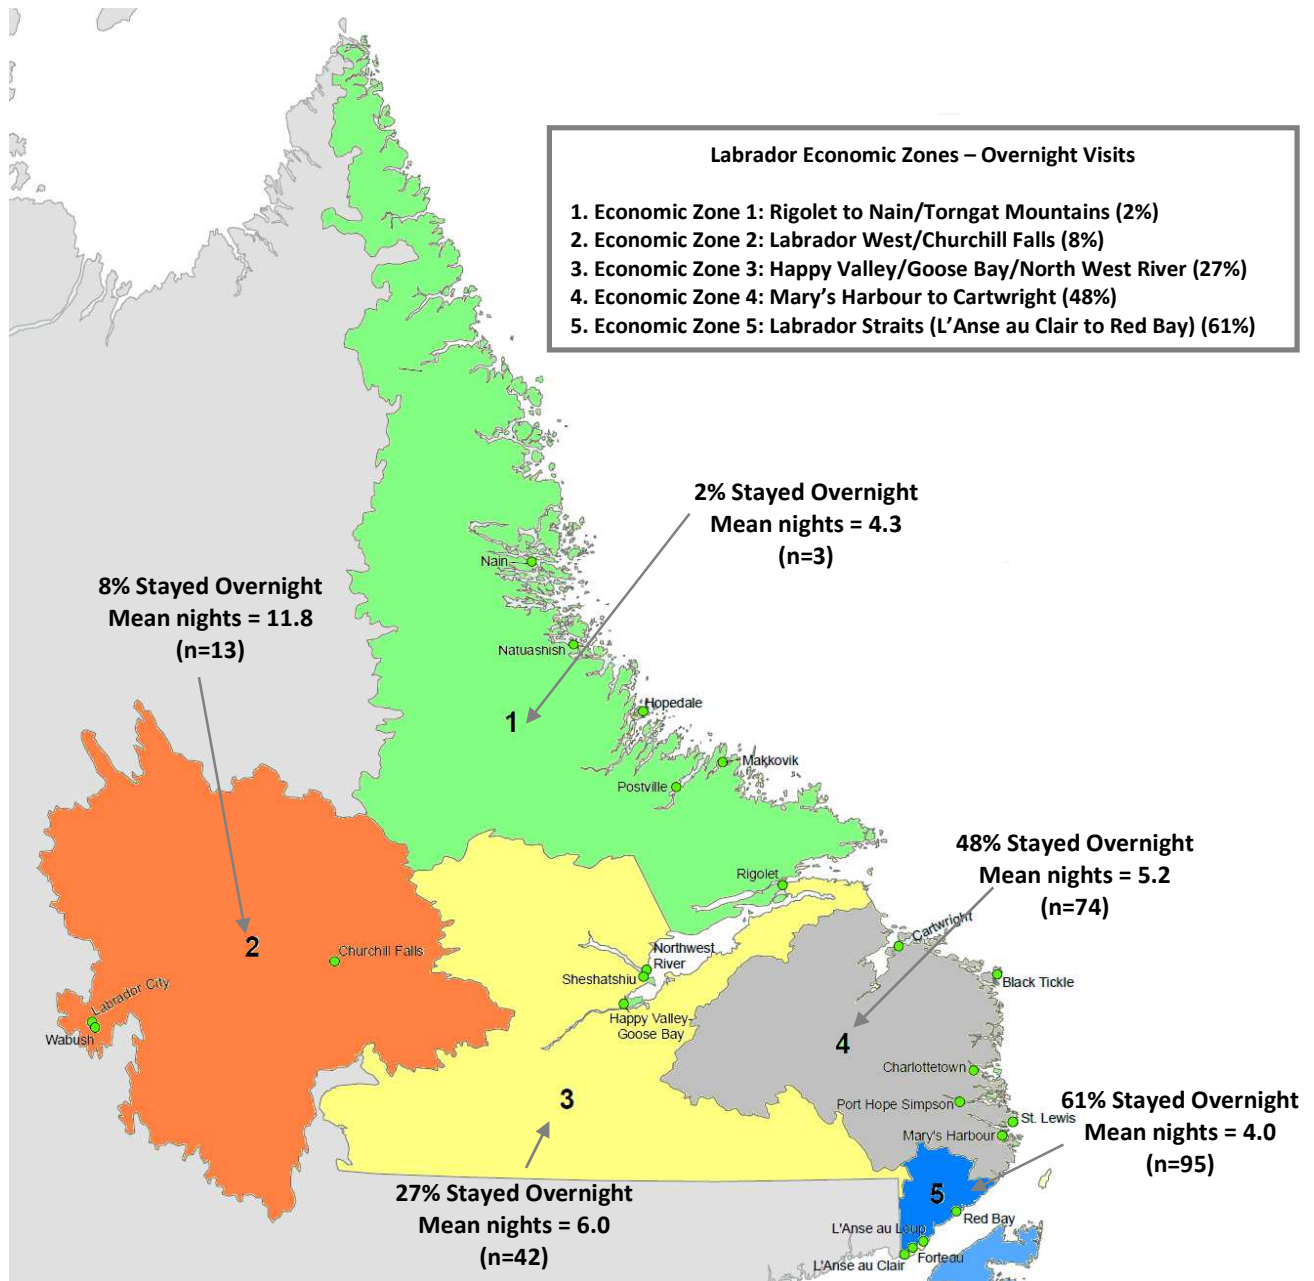 Labrador Economic Zones – Overnight Visits
1. Economic Zone 1: Rigolet to Nain/Torngat Mountains (2%)
2. Economic Zone 2: Labrador West/Churchill Falls (8%)
3. Economic Zone 3: Happy Valley/Goose Bay/North West River (27%)
4. Economic Zone 4: Mary’s Harbour to Cartwright (48%)
5. Economic Zone 5: Labrador Straits (L’Anse au Clair to Red Bay) (61%)
2% Stayed Overnight
Mean nights = 4.3
(n=3)
Nain
8% Stayed Overnight
Mean nights = 11.8
(n=13)
Natuashish
Hopedale
1
Makkovik
Postville
48% Stayed Overnight
Mean nights = 5.2
(n=74)
Rigolet
Cartwright
2
Churchill Falls
Northwest
River
Sheshatshiu
Black Tickle
Labrador City
Wabush
Happy Valley-
Goose Bay
4
Charlottetown
3
Port Hope Simpson
St. Lewis
Mary's Harbour
61% Stayed Overnight
Mean nights = 4.0
(n=95)
27% Stayed Overnight
Mean nights = 6.0
(n=42)
5
Red Bay
L'Anse au Loup
Forteau
L'Anse au Clair